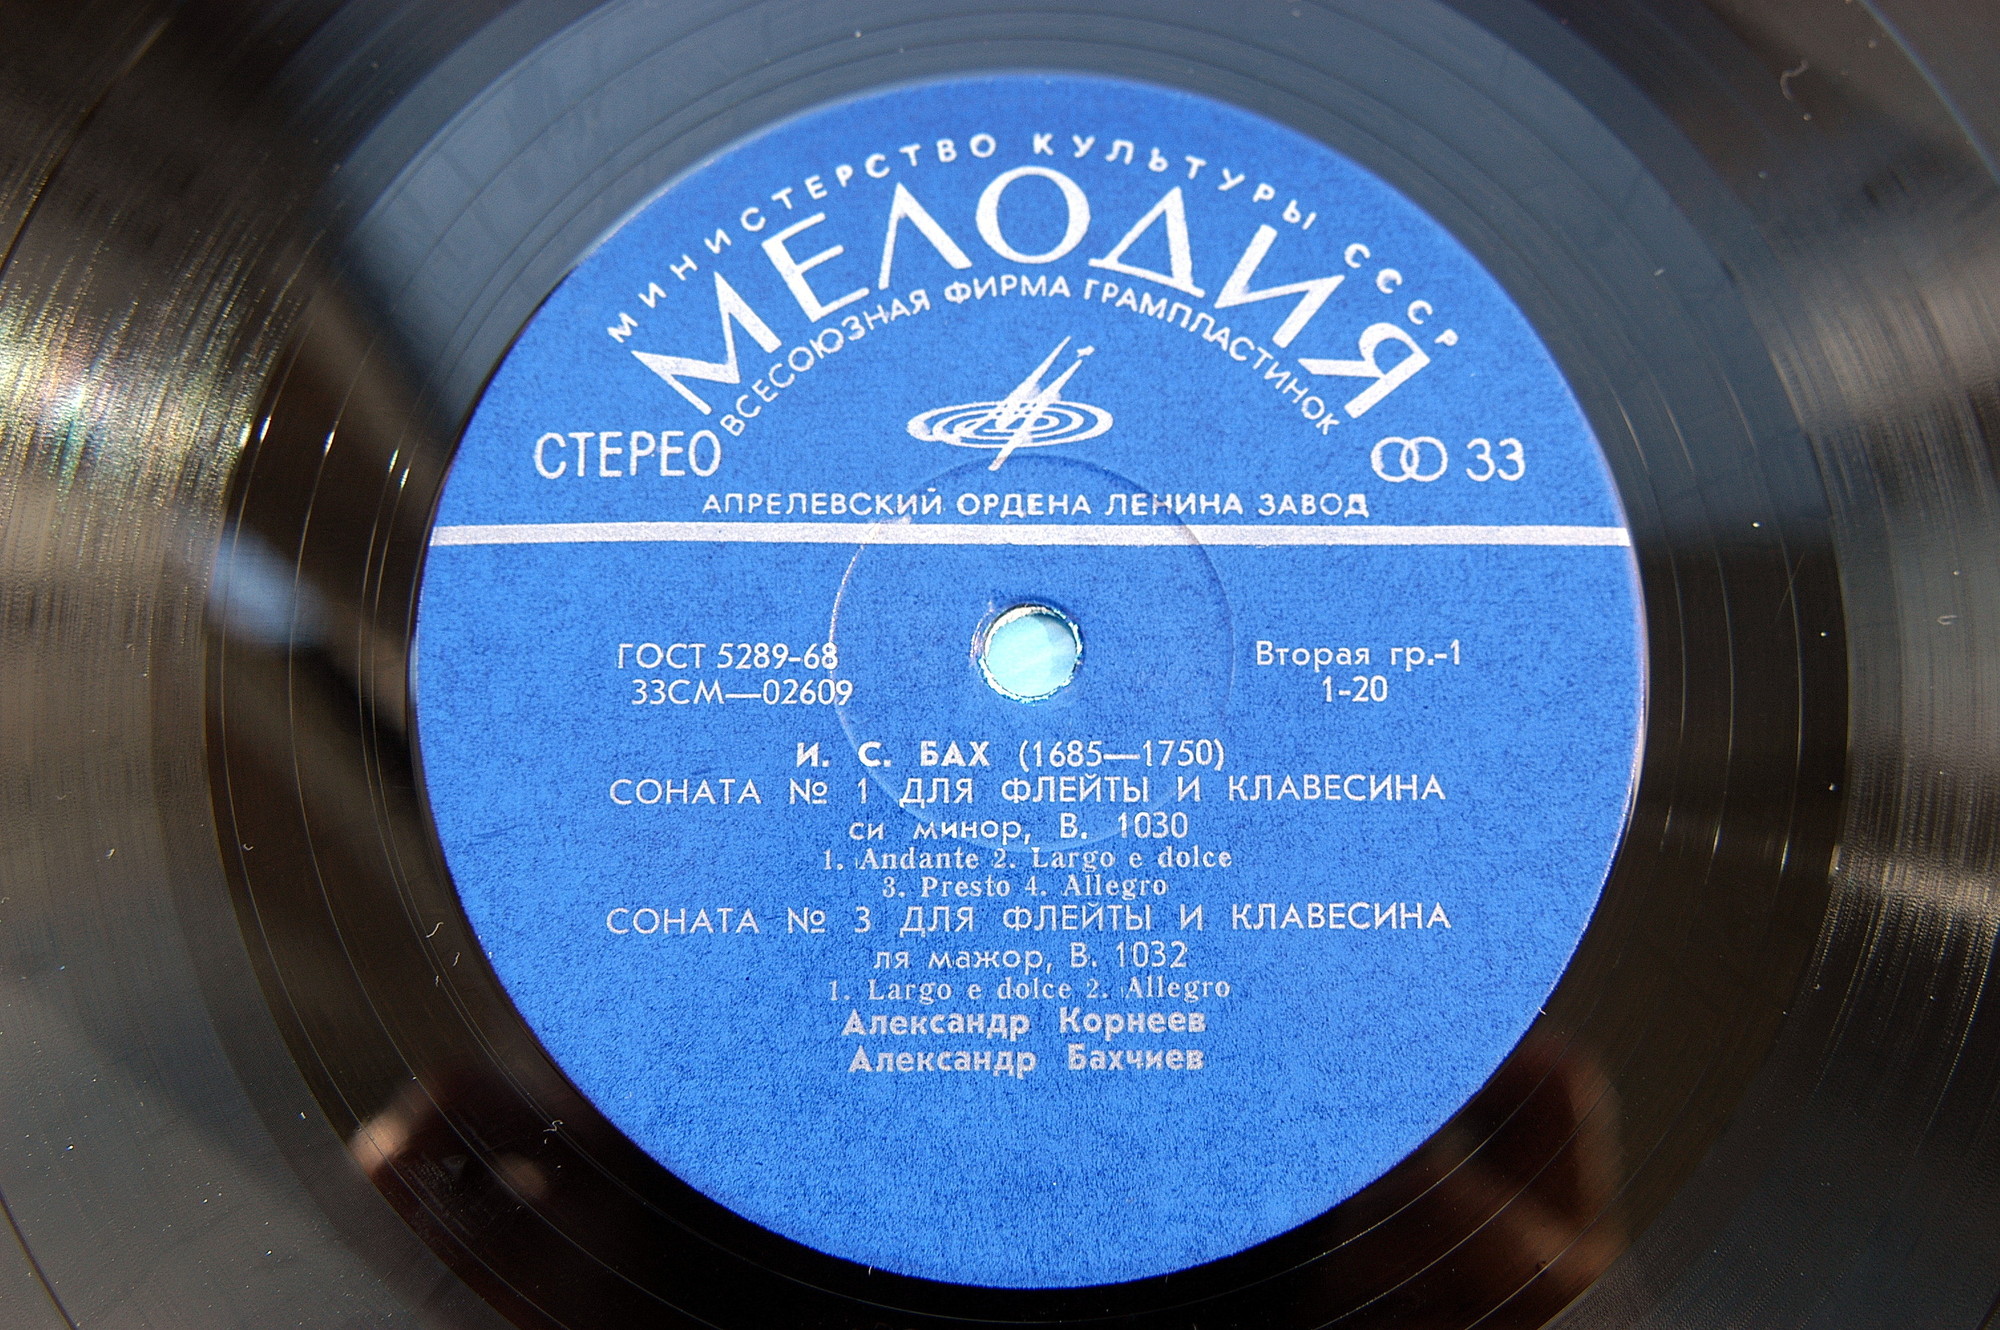 МИНИСТЕРСТВО КУЛЬТУРЫ СССР
МЕЛОДИЯ
ВСЕСОЮЗНАЯ ФИРМА ГРАМПЛАСТИНОК
СТЕРЕО
33
АПРЕЛЕВСКИЙ ОРДЕНА ЛЕНИНА ЗАВОД
ГОСТ 5289-68
33СМ—02609
Вторая гр.-1
1-20
И. С. БАХ (1685—1750)
СОНАТА № 1 ДЛЯ ФЛЕЙТЫ И КЛАВЕСИНА
си минор, В. 1030
1. Andante 2. Largo e dolce
3. Presto 4. Allegro
СОНАТА № 3 ДЛЯ ФЛЕЙТЫ И КЛАВЕСИНА
ля мажор, В. 1032
1. Largo e dolce 2. Allegro
Александр Корнеев
Александр Бахчиев